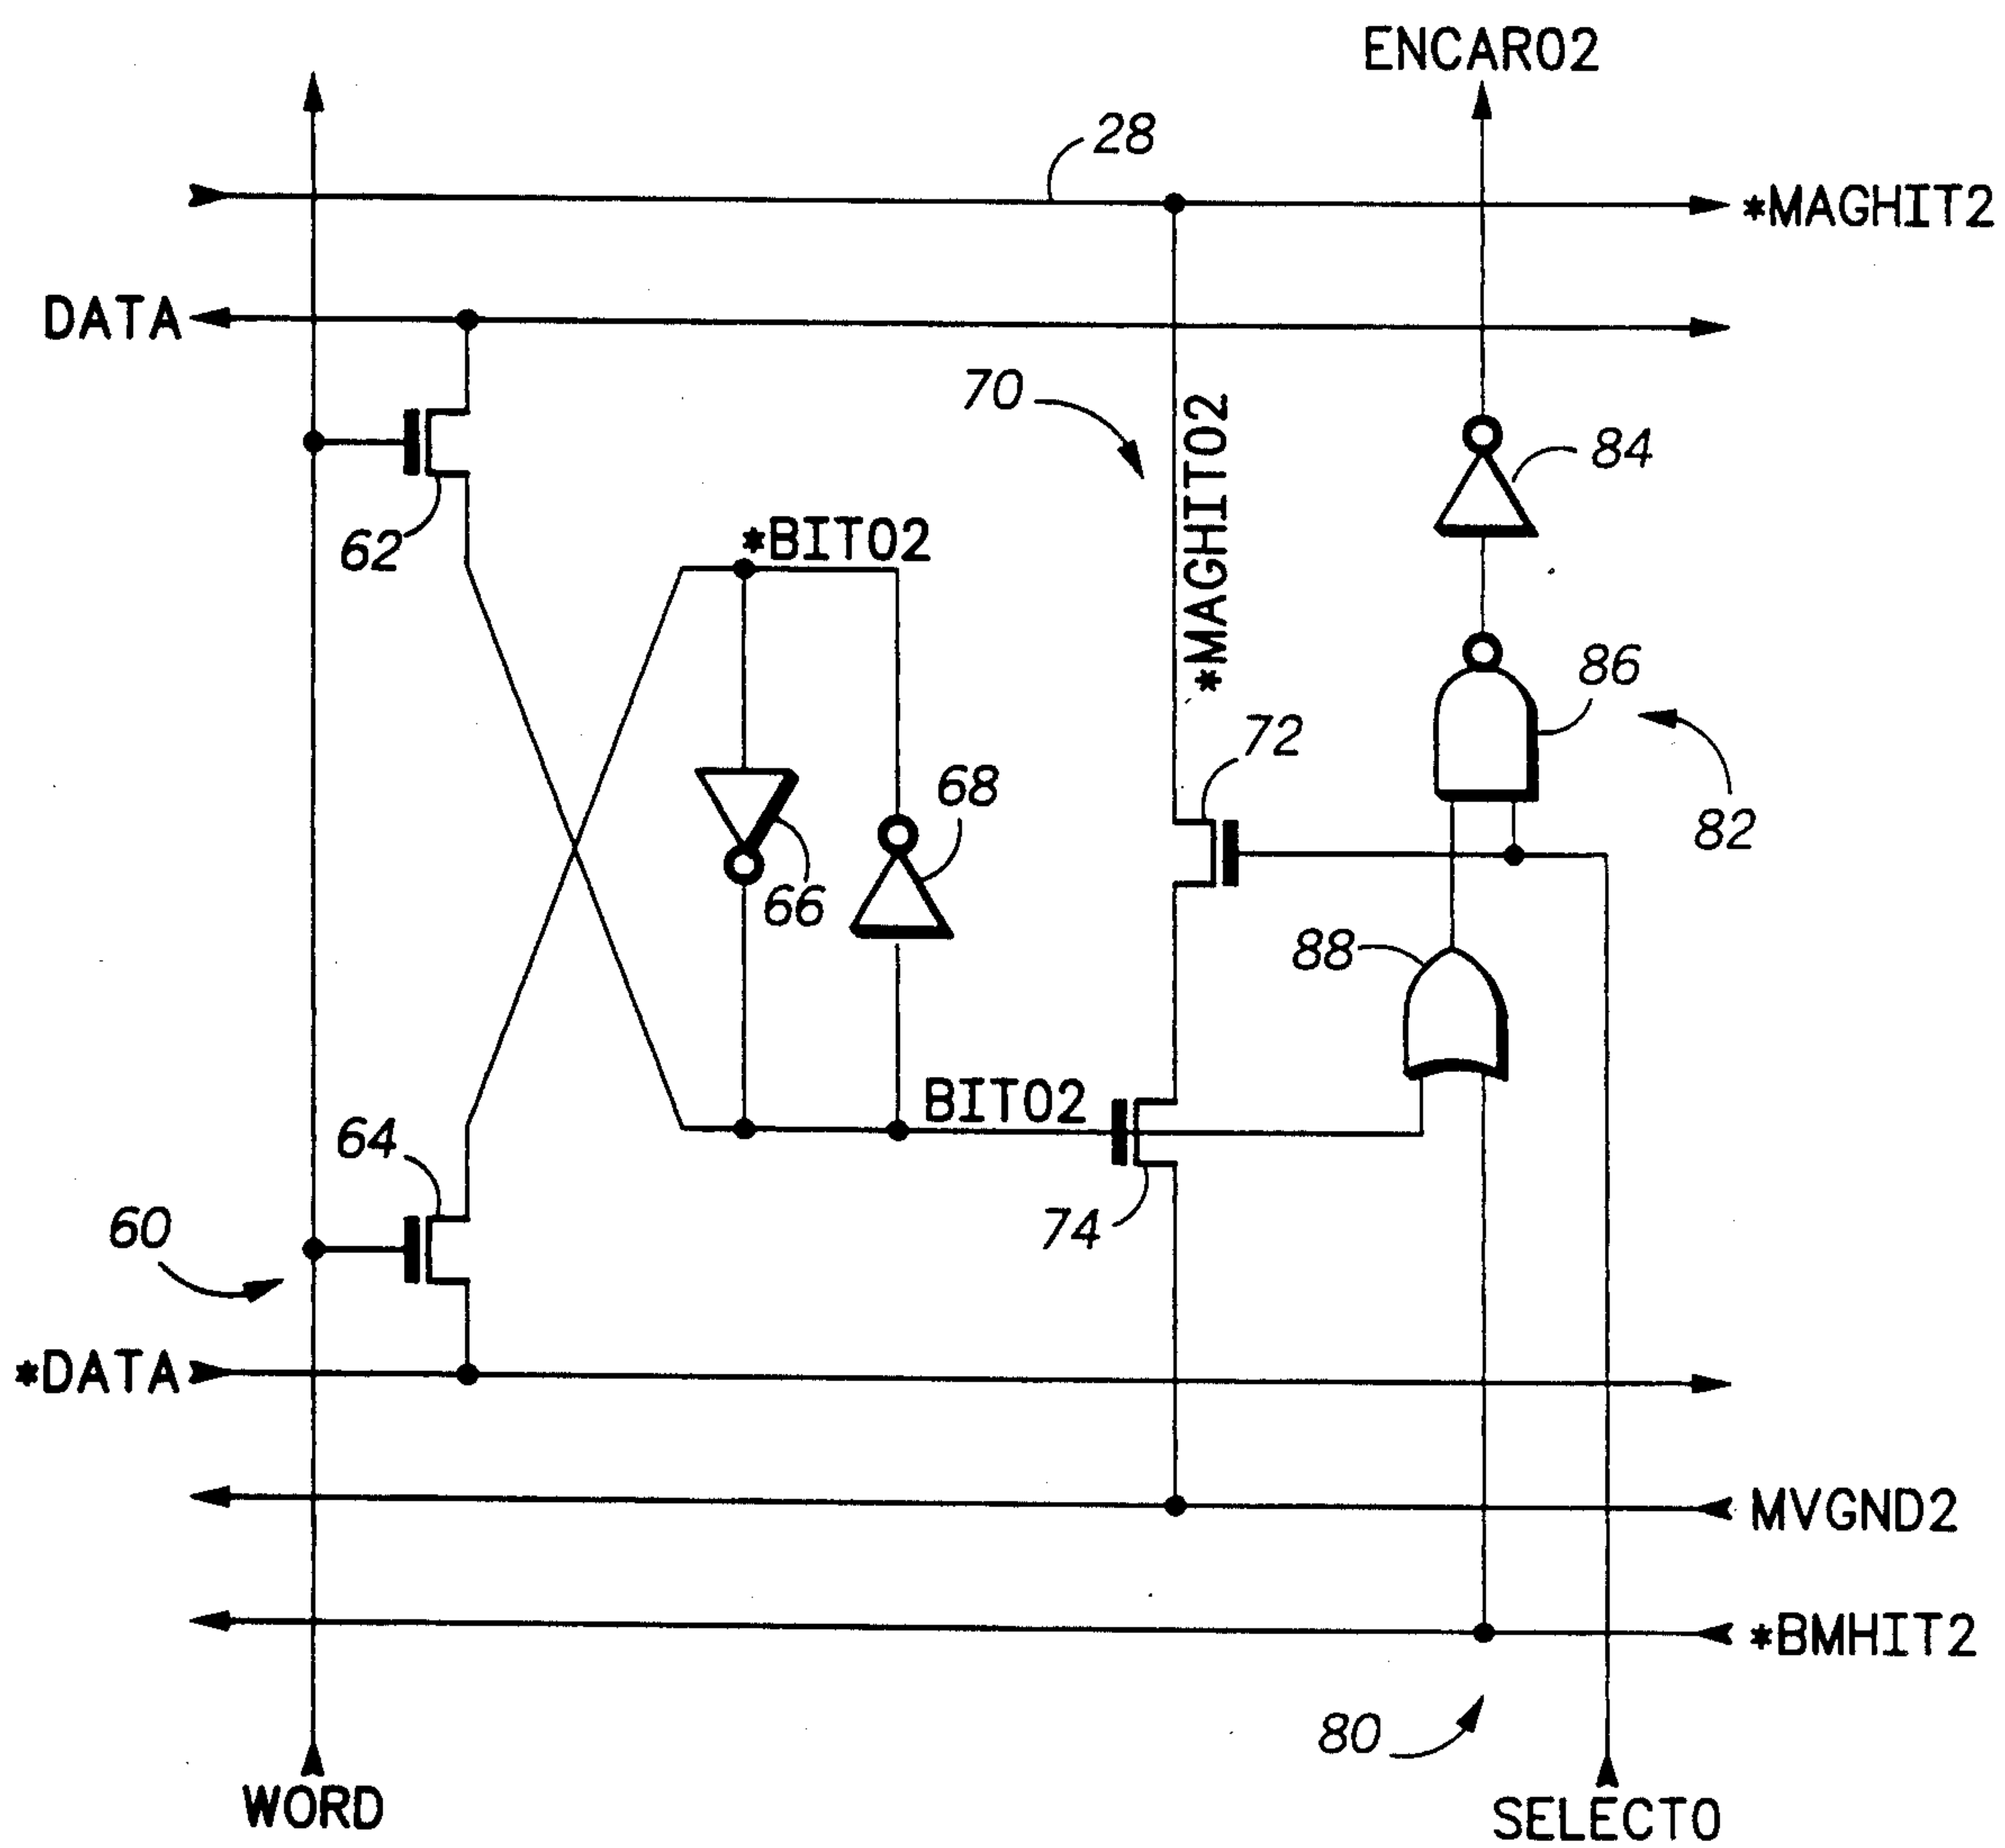 ENCAR02
28
*MAGHIT2
DATA
70
*MAGHIT02
84
62
*BIT02
86
72
68
82
66
88
BIT02
64
74
60
*DATA
MVGND2
*BMHIT2
80
WORD
SELECT0